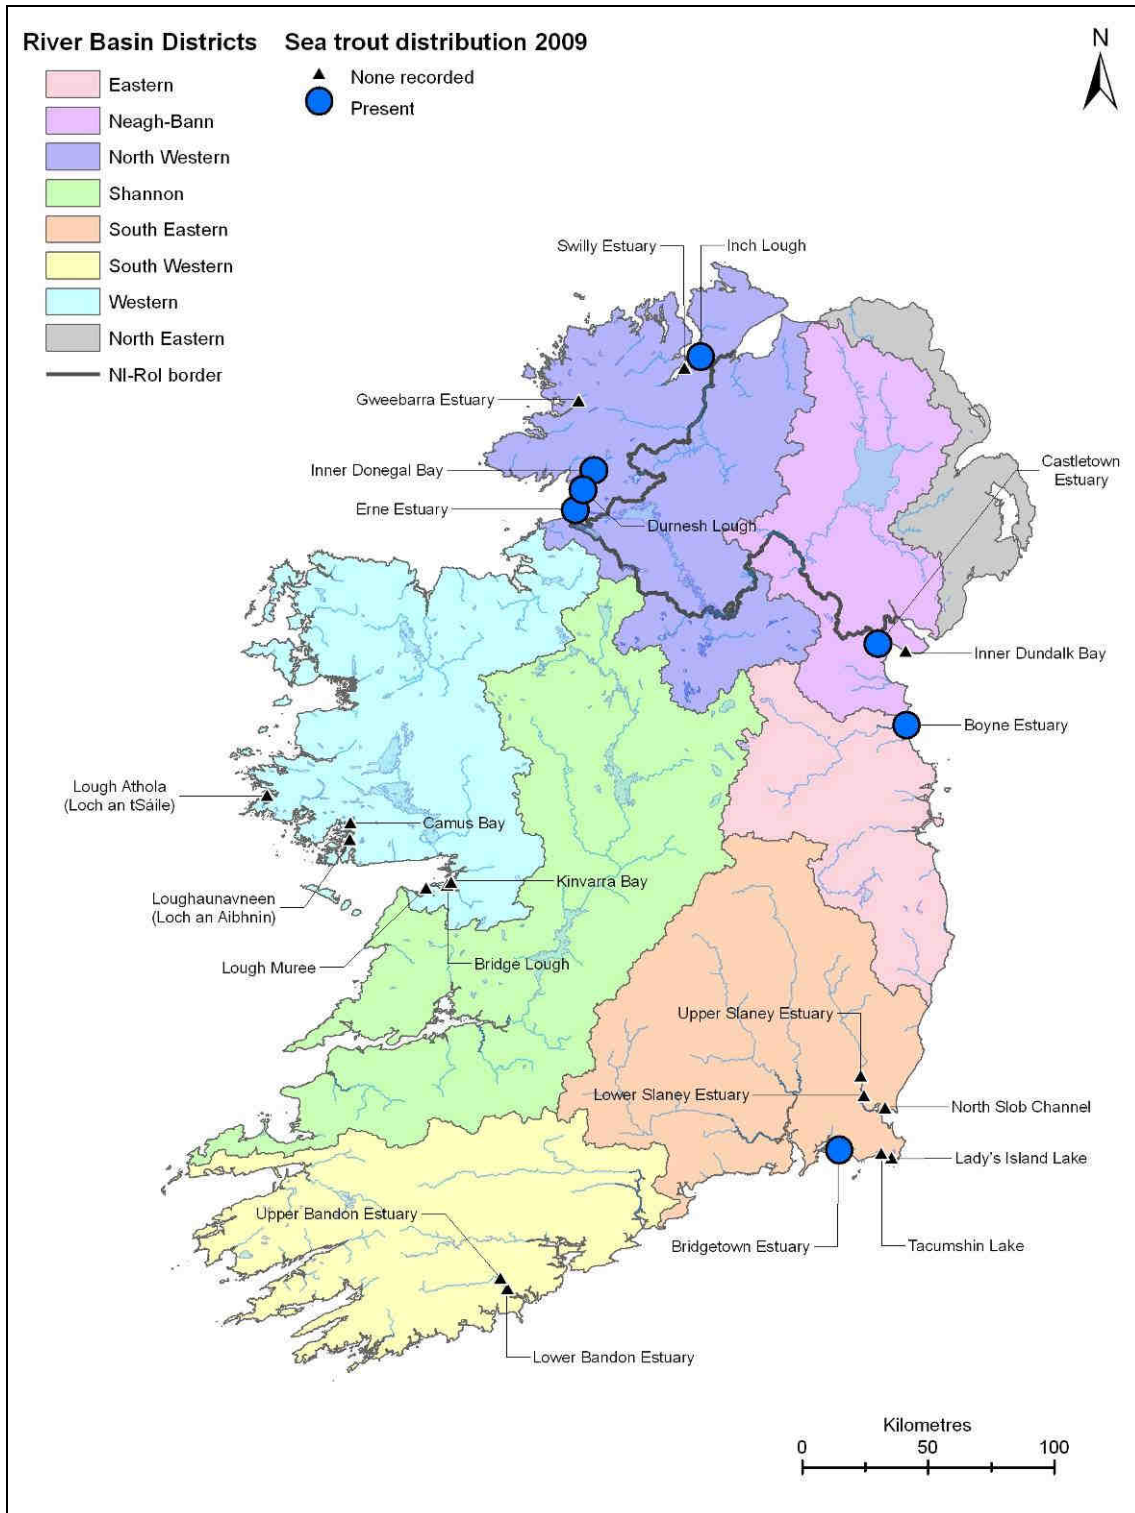 River Basin Districts
Eastern
Neagh-Bann
North Western
Shannon
South Eastern
South Western
Western
North Eastern
NI-RoI border
Sea trout distribution 2009
None recorded
Present
N
Swilly Estuary
Inch Lough
Gweebarra Estuary
Inner Donegal Bay
Castletown
Estuary
Erne Estuary
Durnesh Lough
Inner Dundalk Bay
Boyne Estuary
Lough Athola
(Loch an tSáile)
Camus Bay
Kinvarra Bay
Loughaunavneen
(Loch an Aibhnin)
Lough Muree
Bridge Lough
Upper Slaney Estuary
Lower Slaney Estuary
North Slob Channel
Lady's Island Lake
Upper Bandon Estuary
Bridgetown Estuary
Tacumshin Lake
Lower Bandon Estuary
Kilometres
0 50 100